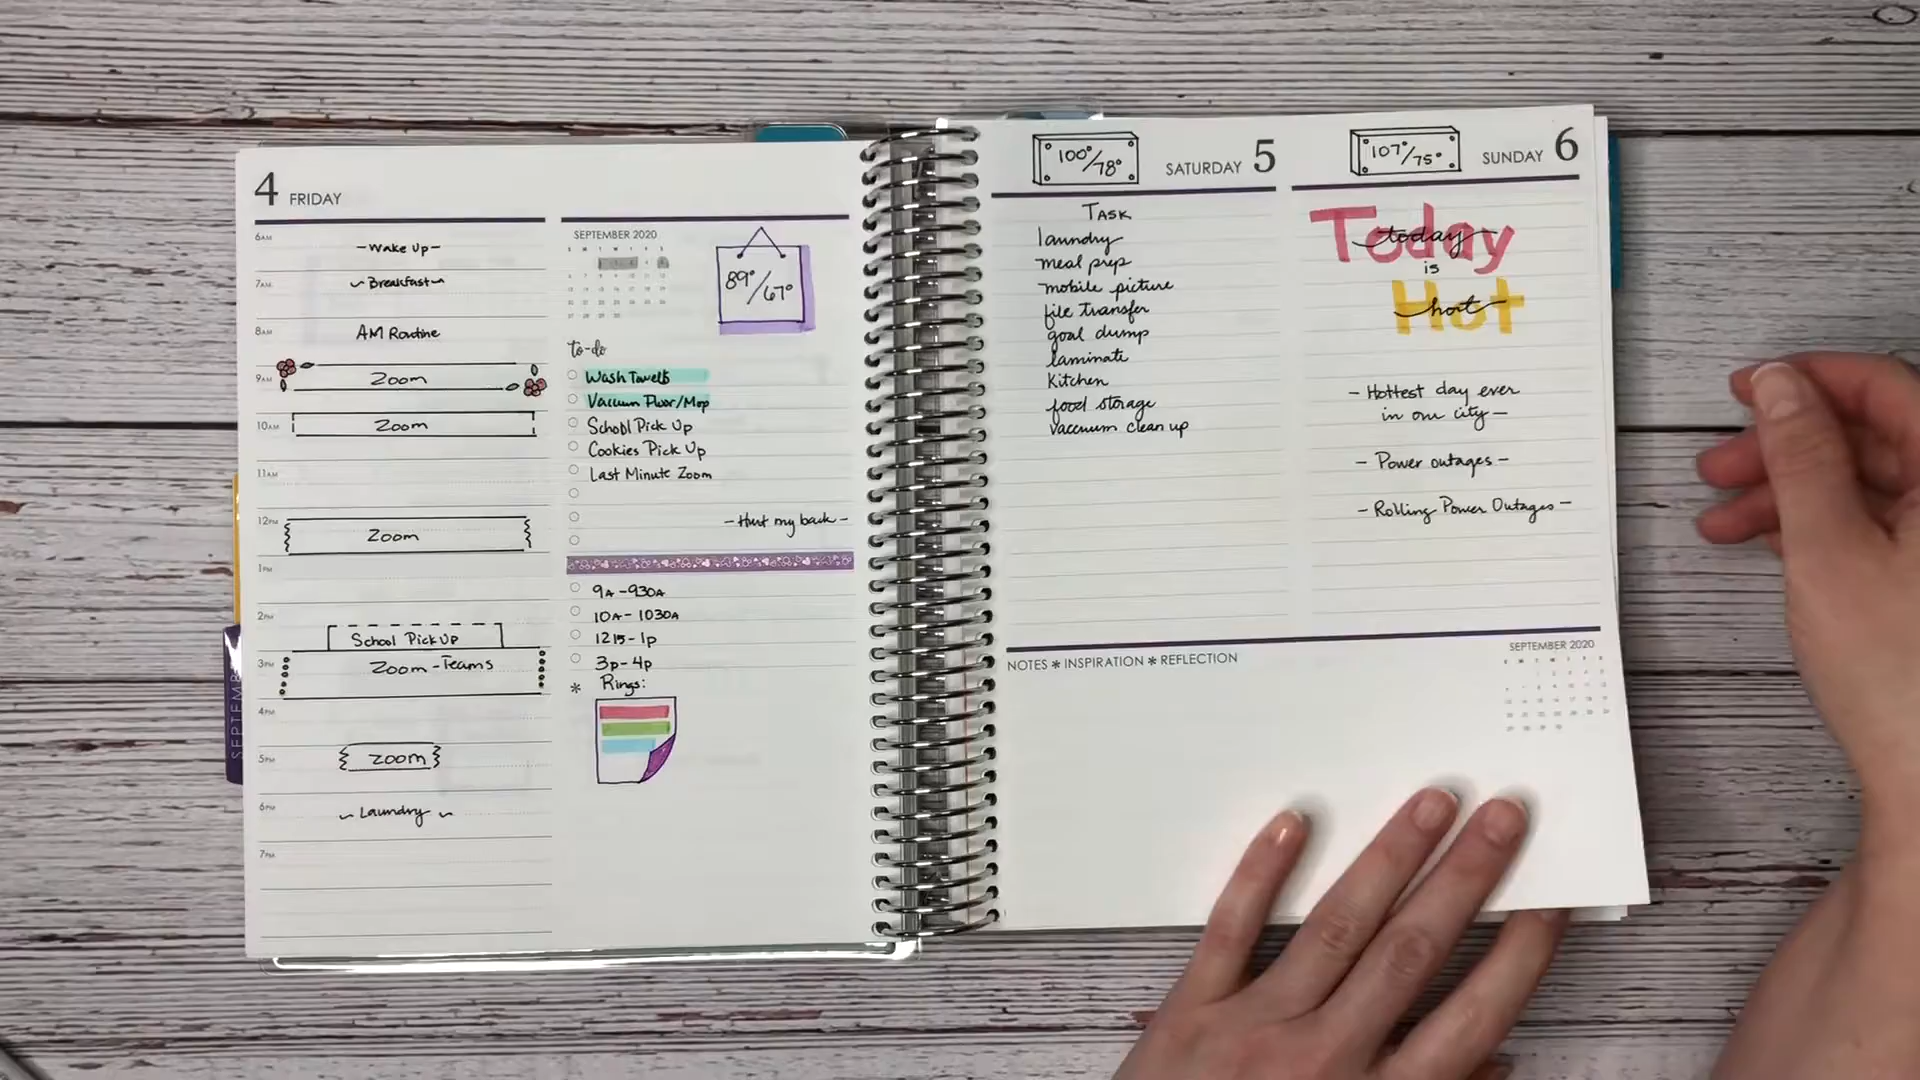 4 FRIDAY
6AM
-Wake Up-
7AM
~Breakfast~
8AM
AM Routine
9AM
Zoom
10AM
Zoom
11AM
12PM
Zoom
1PM
2PM
School Pick Up
3PM
Zoom-Teams
4PM
5PM
Zoom
6PM
~ Laundry ~
7PM
SEPTEMBER 2020
89°/67°
to-do
Wash Towels
Vaccum Floor/Mop
School Pick Up
Cookies Pick Up
Last Minute Zoom
-Hurt my back-
9A-930A
10A-1030A
1215-1p
3p-4p
* Rings:
SEPTEMBER
100°/78°
SATURDAY 5
Task
laundry
meal prep
mobile picture
file transfer
goal dump
laminate
Kitchen
food storage
vaccuum clean up
107°/75°
SUNDAY 6
Today
today
is
Hot
hot
- Hottest day ever
in our city -
- Power outages -
- Rolling Power Outages -
NOTES * INSPIRATION * REFLECTION
SEPTEMBER 2020